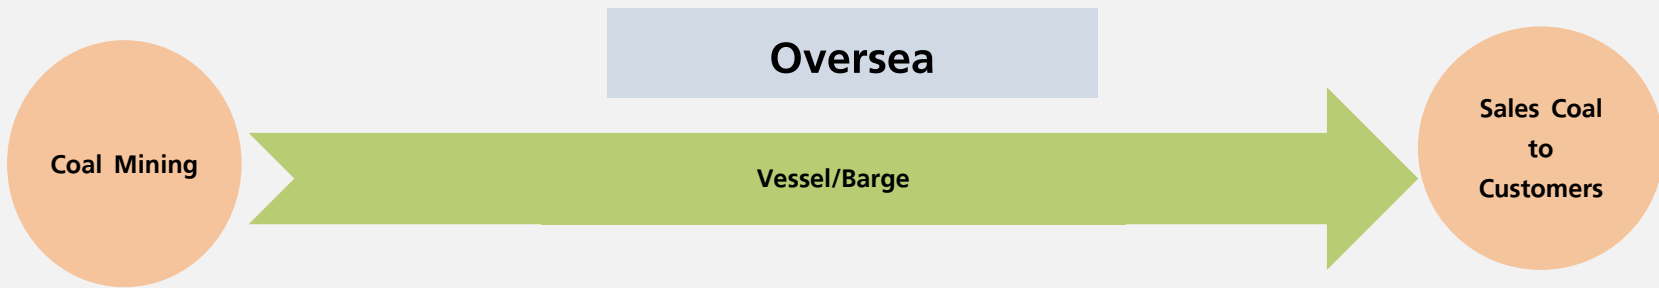 Oversea
Coal Mining
Vessel/Barge
Sales Coal
to
Customers